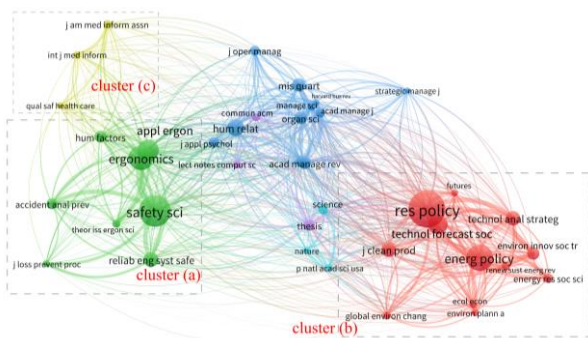 j am med inform assn
int j med inform
cluster (c)
qual saf health care
j oper manag
mis quart
strategic manage j
harvard bus rev
manage sci
commun acm
acad manage j
organ sci
hum relat
j appl psychol
lect notes comput sc
acad manage rev
appl ergon
hum factors
ergonomics
accident anal prev
safety sci
theor iss ergon sci
j loss prevent proc
reliab eng syst safe
cluster (a)
science
thesis
nature
p natl acad sci usa
futures
res policy
technol anal strateg
technol forecast soc
environ innov soc tr
j clean prod
energ policy
renew sust energ rev
energy res soc sci
ecol econ
global environ chang
environ plann a
cluster (b)